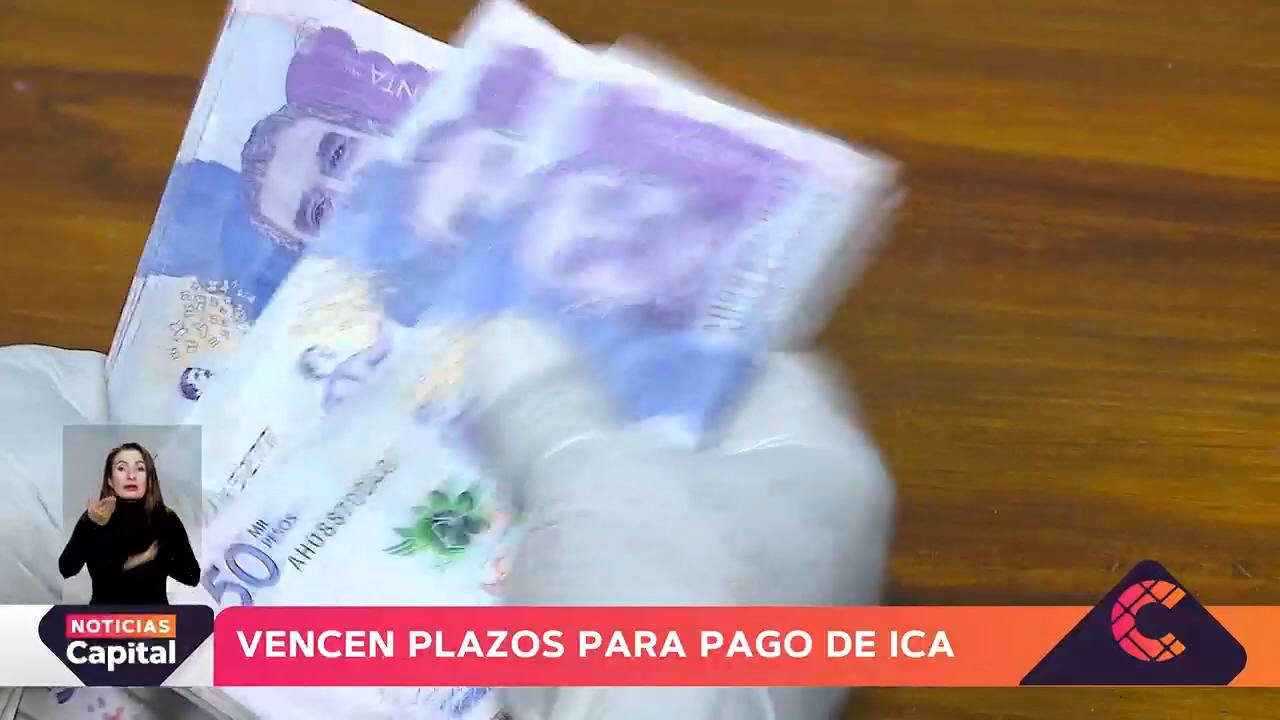 50
MIL
PESOS
NOTICIAS
Capital
VENCEN PLAZOS PARA PAGO DE ICA